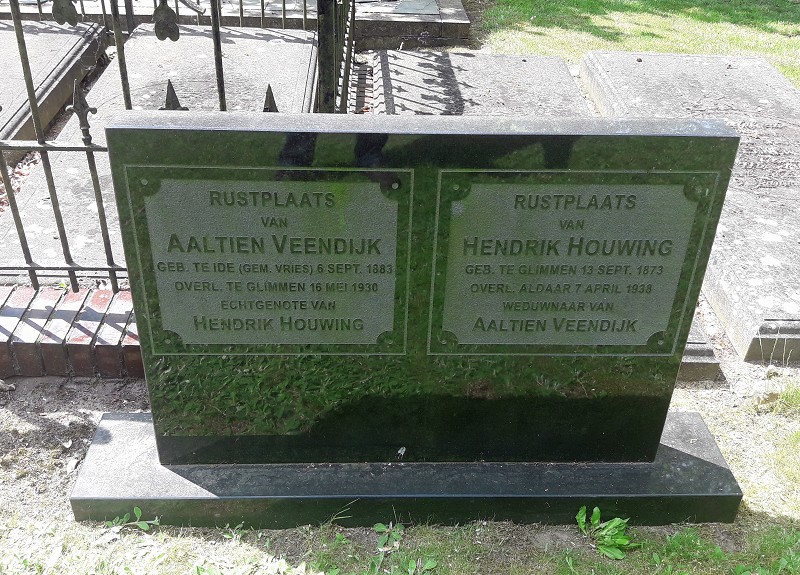 RUSTPLAATS
VAN
AALTIEN VEENDIJK
GEB. TE IDE (GEM. VRIES) 6 SEPT. 1883
OVERL. TE GLIMMEN 16 MEI 1930
ECHTGENOTE VAN
HENDRIK HOUWING
RUSTPLAATS
VAN
HENDRIK HOUWING
GEB. TE GLIMMEN 13 SEPT. 1873
OVERL. ALDAAR 7 APRIL 1938
WEDUWNAAR VAN
AALTIEN VEENDIJK